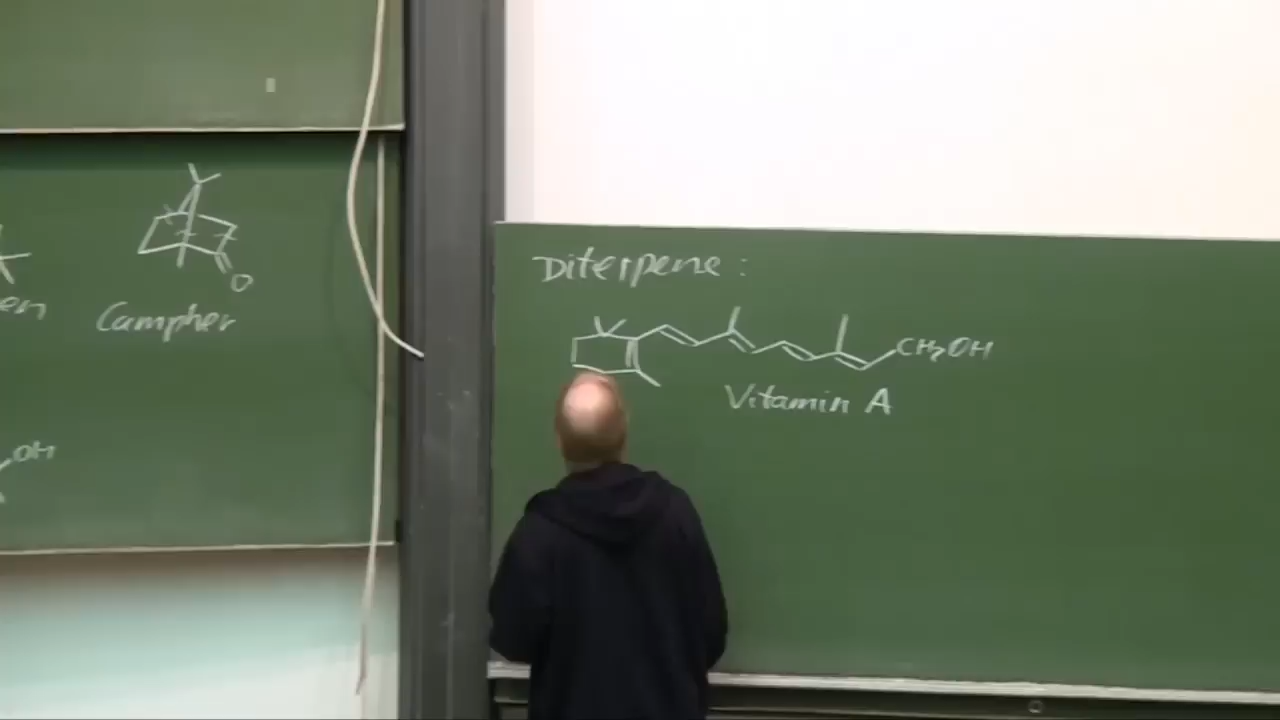 O
en
Campher
OH
Diterpene :
CH₂OH
Vitamin A